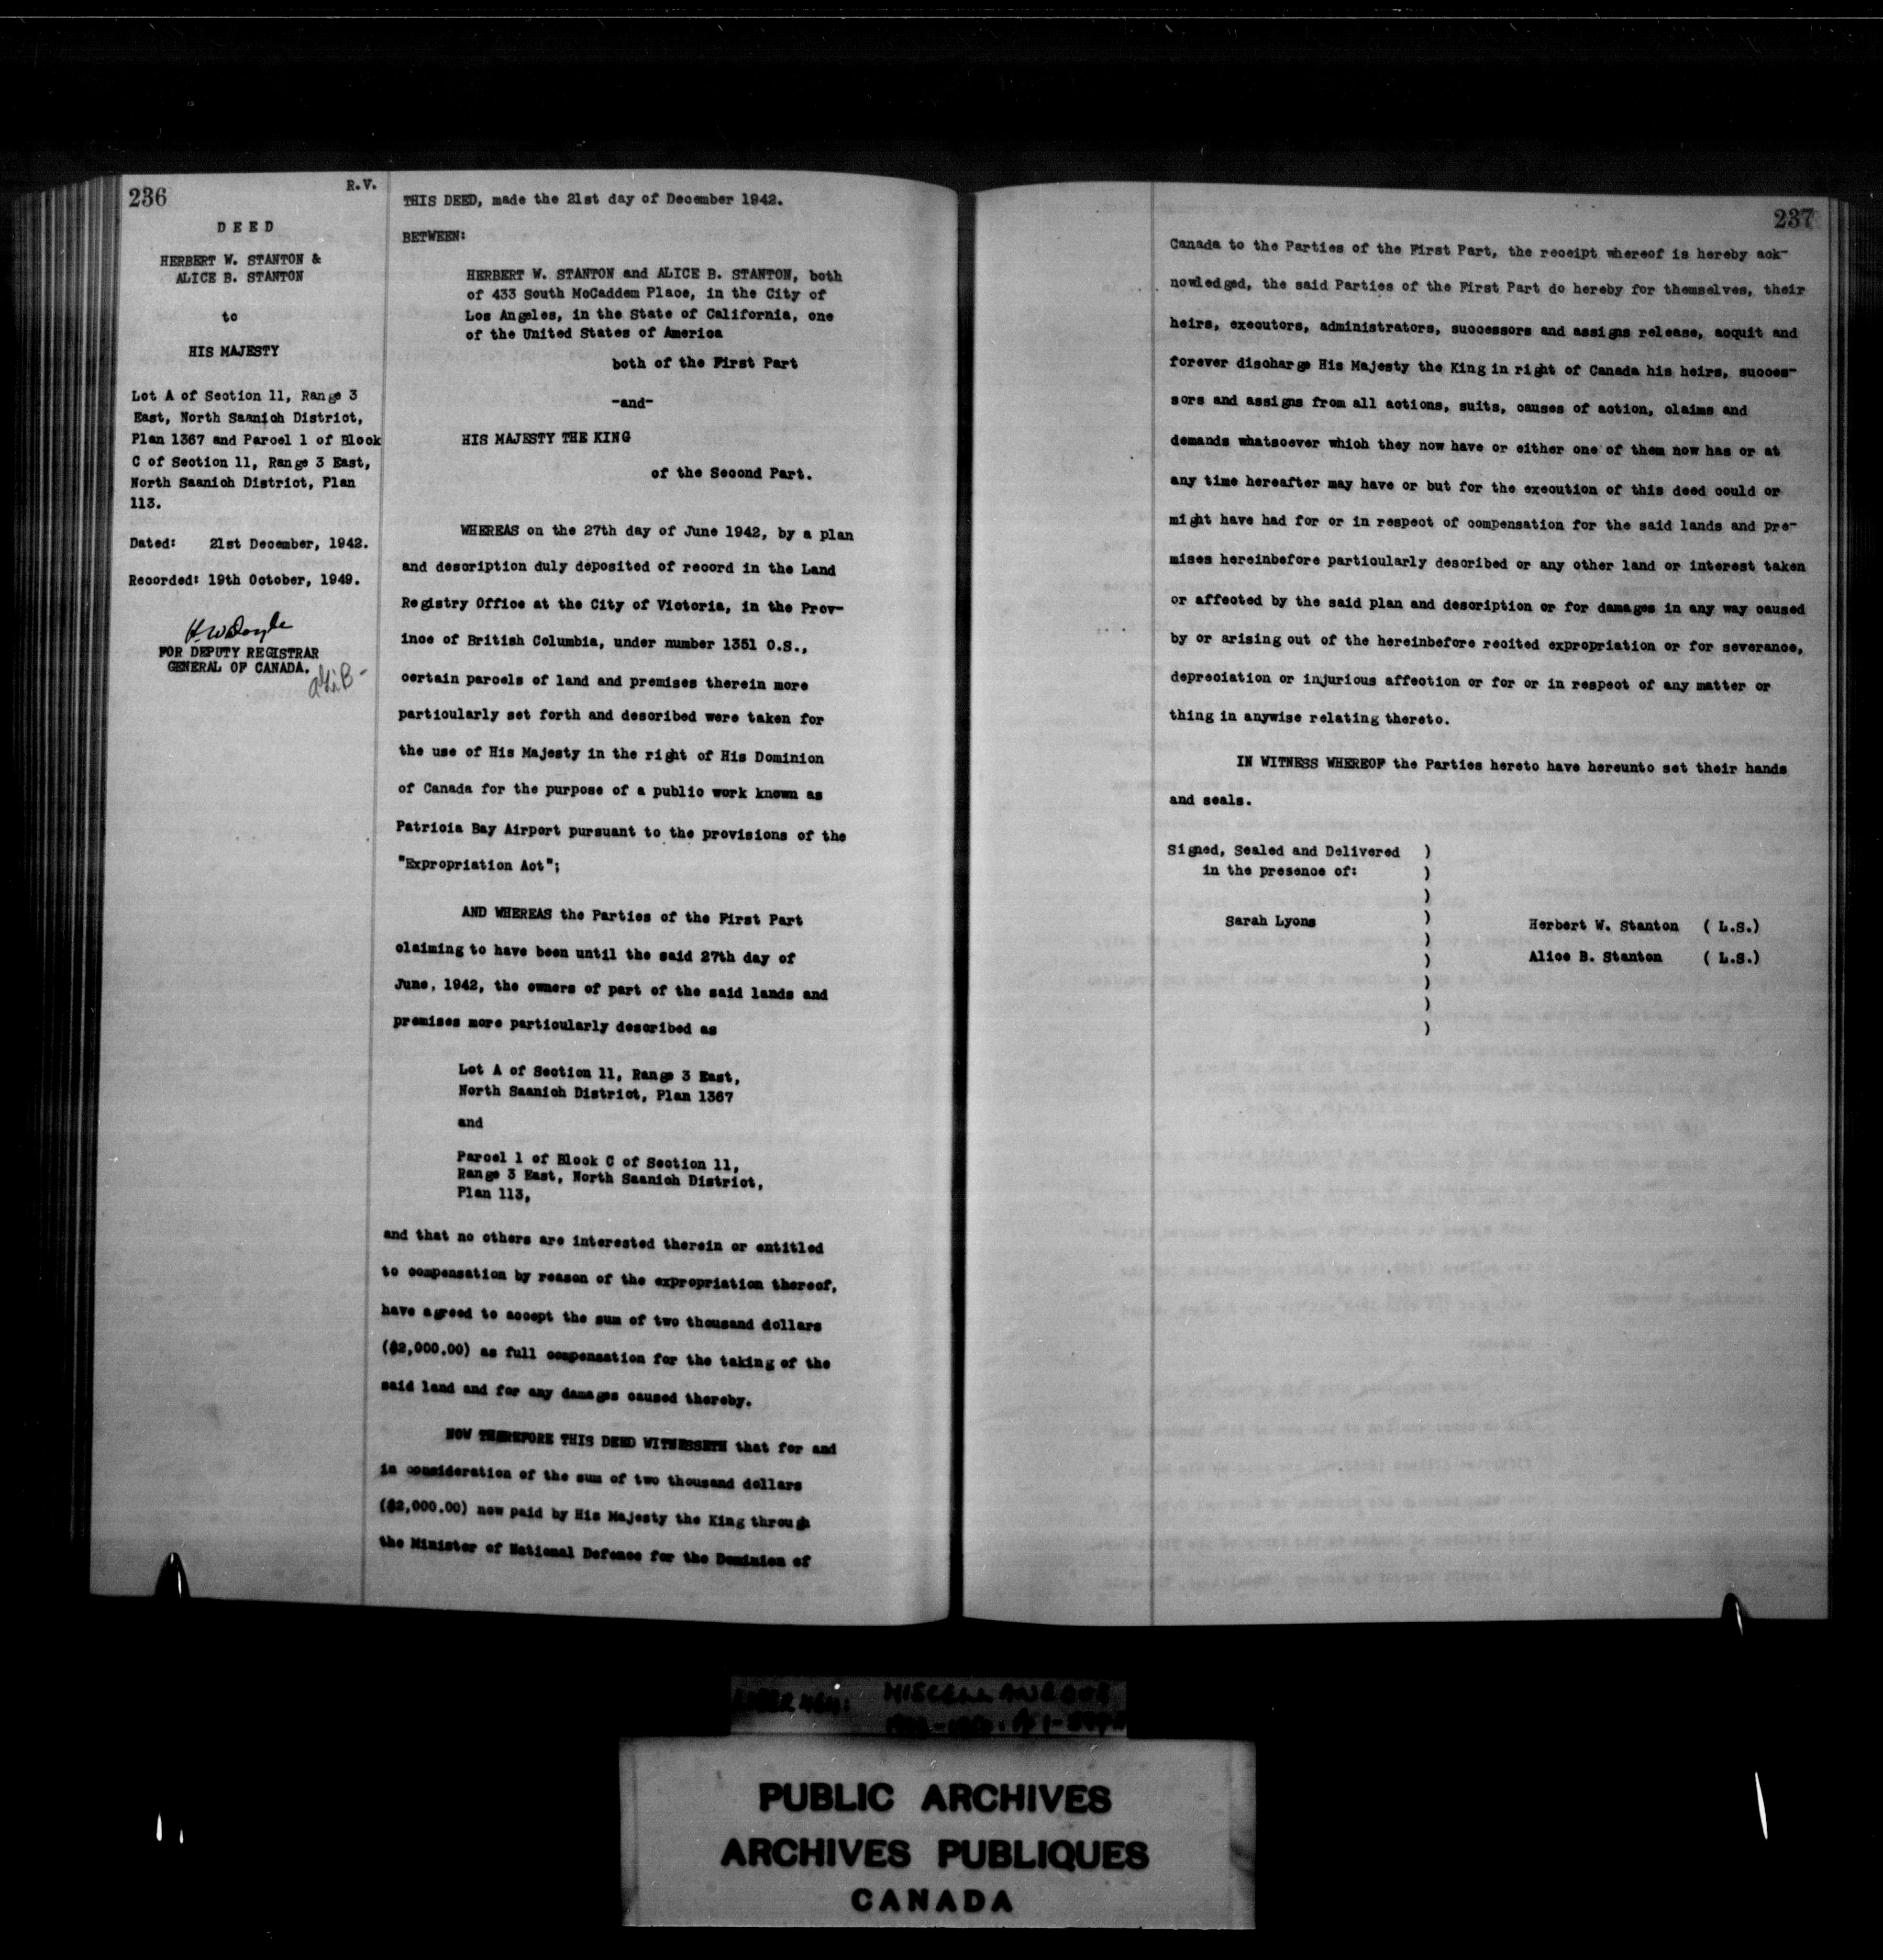 236
R.V.
D E E D
HERBERT W. STANTON &
ALICE B. STANTON
to
HIS MAJESTY
Lot A of Section 11, Range 3
East, North Saanich District,
Plan 1367 and Parcel 1 of Block
C of Section 11, Range 3 East,
North Saanich District, Plan
113.
Dated: 21st December, 1942.
Recorded: 19th October, 1949.
H.W. Doyle
FOR DEPUTY REGISTRAR
GENERAL OF CANADA.
THIS DEED, made the 21st day of December 1942.
BETWEEN:
HERBERT W. STANTON and ALICE B. STANTON, both
of 433 South McCaddem Place, in the City of
Los Angeles, in the State of California, one
of the United States of America
both of the First Part
-and-
HIS MAJESTY THE KING
of the Second Part.
WHEREAS on the 27th day of June 1942, by a plan
and description duly deposited of record in the Land
Registry Office at the City of Victoria, in the Prov-
ince of British Columbia, under number 1351 O.S.,
certain parcels of land and premises therein more
particularly set forth and described were taken for
the use of His Majesty in the right of His Dominion
of Canada for the purpose of a public work known as
Patricia Bay Airport pursuant to the provisions of the
"Expropriation Act";
AND WHEREAS the Parties of the First Part
claiming to have been until the said 27th day of
June, 1942, the owners of part of the said lands and
premises more particularly described as
Lot A of Section 11, Range 3 East,
North Saanich District, Plan 1367
and
Parcel 1 of Block C of Section 11,
Range 3 East, North Saanich District,
Plan 113,
and that no others are interested therein or entitled
to compensation by reason of the expropriation thereof,
have agreed to accept the sum of two thousand dollars
($2,000.00) as full compensation for the taking of the
said land and for any damages caused thereby.
NOW THEREFORE THIS DEED WITNESSETH that for and
in consideration of the sum of two thousand dollars
($2,000.00) now paid by His Majesty the King through
the Minister of National Defence for the Dominion of
237
Canada to the Parties of the First Part, the receipt whereof is hereby ack-
nowledged, the said Parties of the First Part do hereby for themselves, their
heirs, executors, administrators, successors and assigns release, acquit and
forever discharge His Majesty the King in right of Canada his heirs, succes-
sors and assigns from all actions, suits, causes of action, claims and
demands whatsoever which they now have or either one of them now has or at
any time hereafter may have or but for the execution of this deed could or
might have had for or in respect of compensation for the said lands and pre-
mises hereinbefore particularly described or any other land or interest taken
or affected by the said plan and description or for damages in any way caused
by or arising out of the hereinbefore recited expropriation or for severance,
depreciation or injurious affection or for or in respect of any matter or
thing in anywise relating thereto.
IN WITNESS WHEREOF the Parties hereto have hereunto set their hands
and seals.
Signed, Sealed and Delivered )
in the presence of: )
)
Sarah Lyons )
Herbert W. Stanton ( L.S.)
)
Alice B. Stanton ( L.S.)
)
)
)
)
MISCELLANEOUS
PUBLIC ARCHIVES
ARCHIVES PUBLIQUES
CANADA